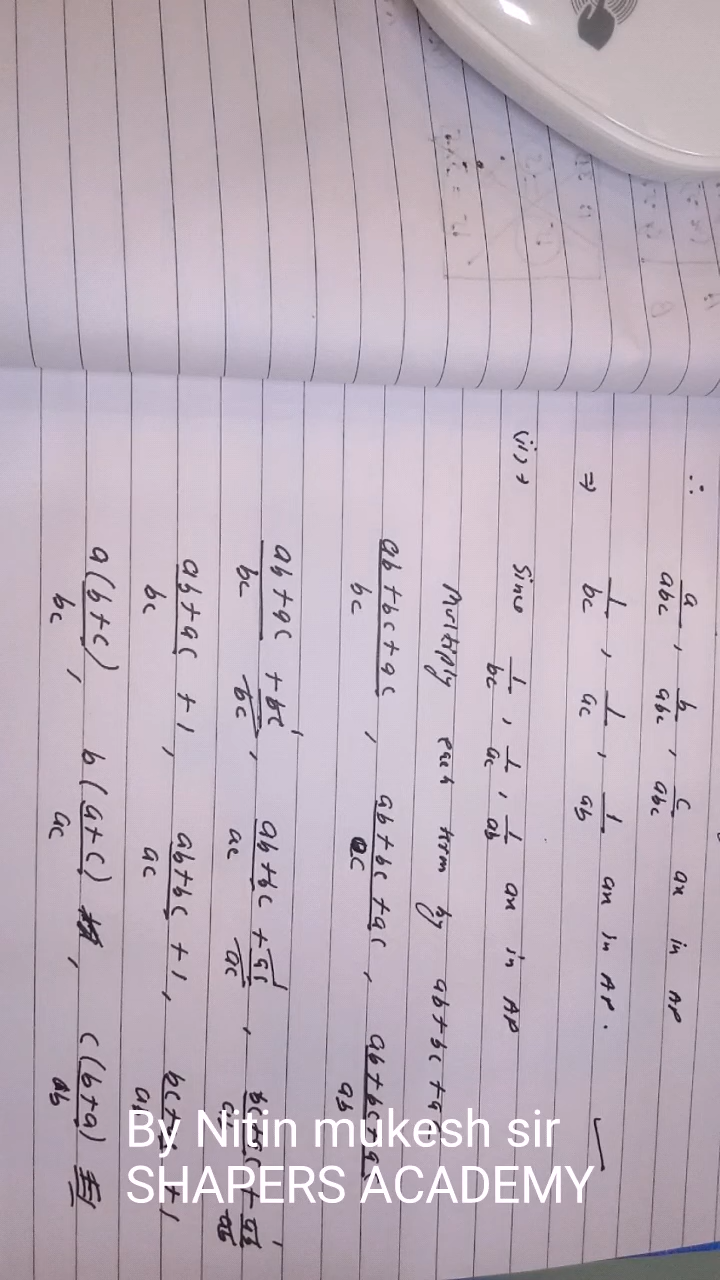 ∴ a/abc , b/abc , c/abc are in AP
⇒ 1/bc , 1/ac , 1/ab are in AP.
(ii)→ Since 1/bc , 1/ac , 1/ab are in AP
Multiply each term by ab+bc+ac
(ab+bc+ac)/bc , (ab+bc+ac)/ac , (ab+bc+ac)/ab
(ab+ac)/bc + bc/bc , (ab+bc)/ac + ac/ac , + ab/ab
(ab+ac)/bc + 1 , (ab+bc)/ac + 1 , + 1
a(b+c)/bc , b(a+c)/ac , c(b+a)/ab
By Nitin mukesh sir
SHAPERS ACADEMY